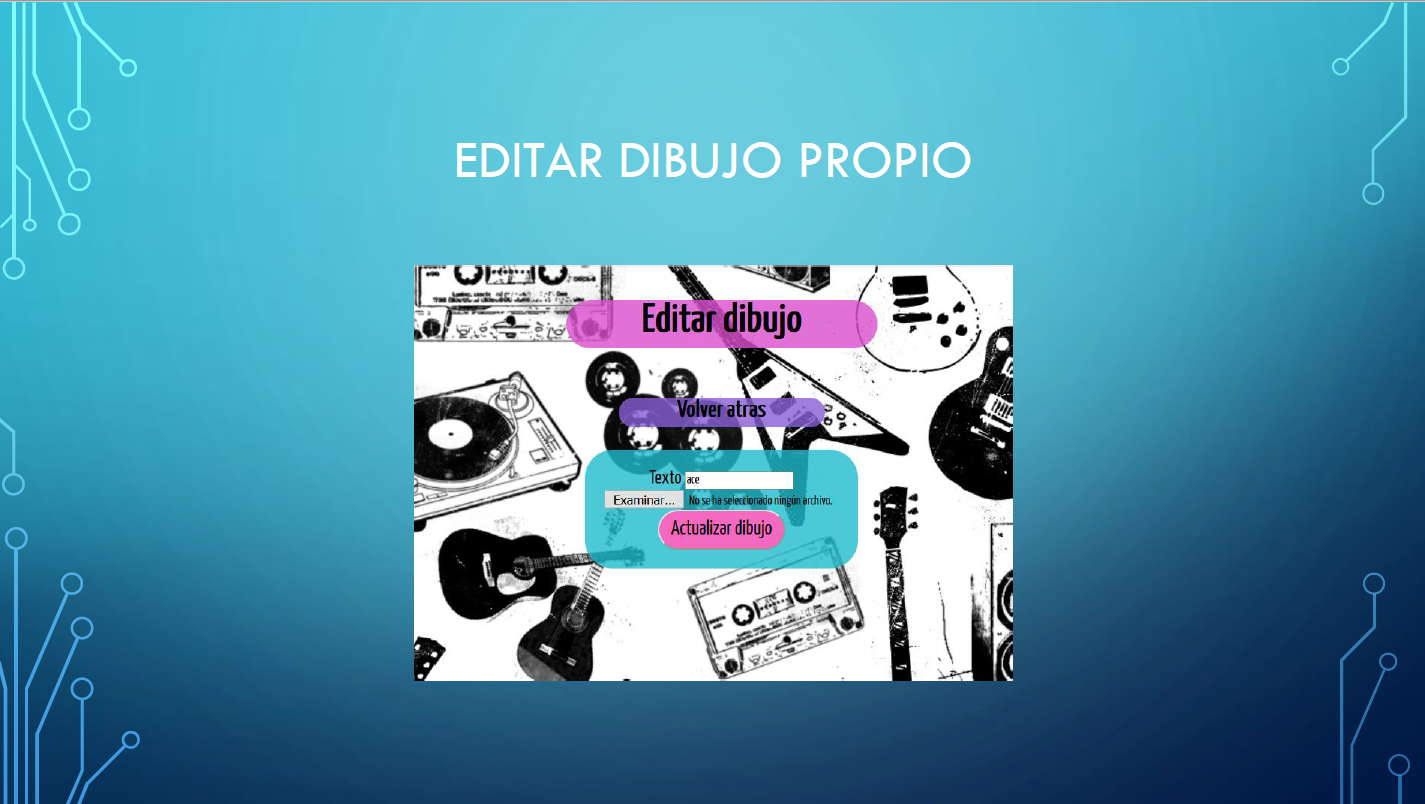 EDITAR DIBUJO PROPIO
Editar dibujo
Volver atras
Texto ace
Examinar... No se ha seleccionado ningún archivo.
Actualizar dibujo